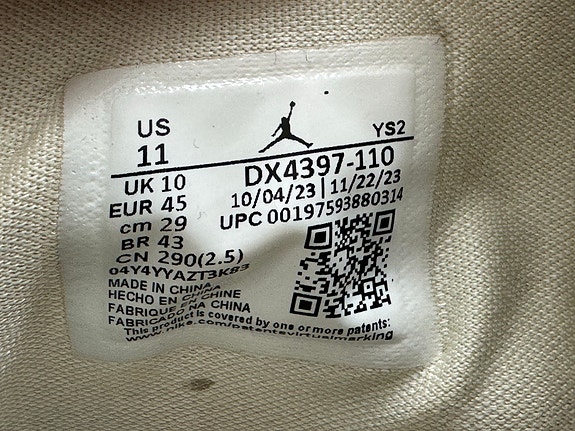 US
11
YS2
UK 10
EUR 45
cm 29
BR 43
CN 290(2.5)
DX4397-110
10/04/23 | 11/22/23
UPC 00197593880314
04Y4YYAZT3K83
MADE IN CHINA
HECHO EN CHINA
FABRIQUE EN CHINE
FABRICADO NA CHINA
This product is covered by one or more patents:
www.nike.com/patentsvirtualmarking